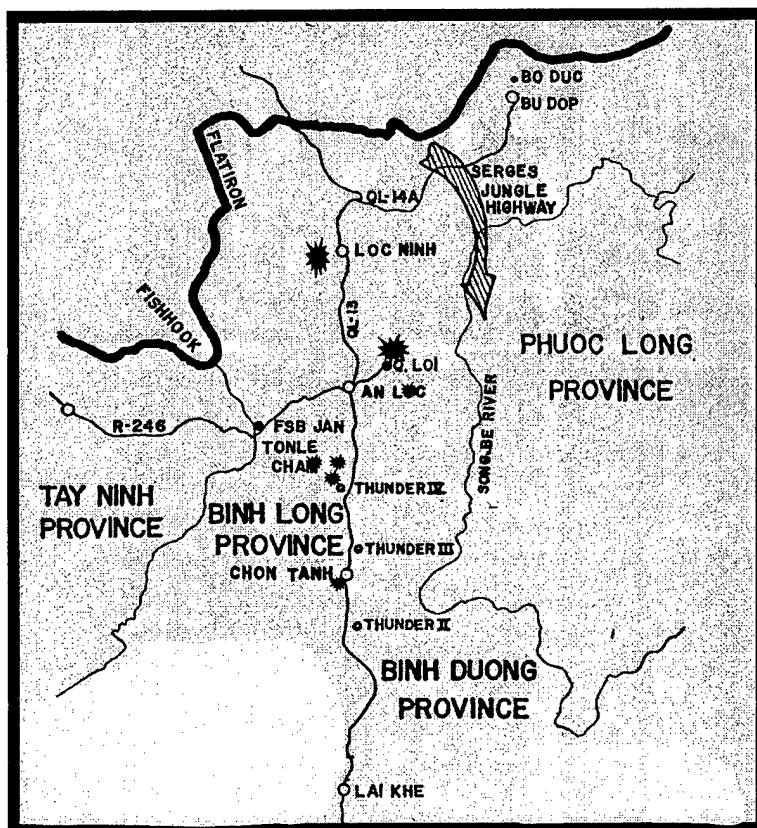 BO DUC
BU DOP
FLATIRON
SERGES
JUNGLE
HIGHWAY
QL-14A
LOC NINH
FISHHOOK
QL-13
QU. LOI
PHUOC LONG
PROVINCE
AN LOC
R-246
FSB JAN
TONLE
CHAM
SONG BE RIVER
TAY NINH
PROVINCE
THUNDER IV
BINH LONG
PROVINCE
THUNDER III
CHON TANH
THUNDER II
BINH DUONG
PROVINCE
LAI KHE